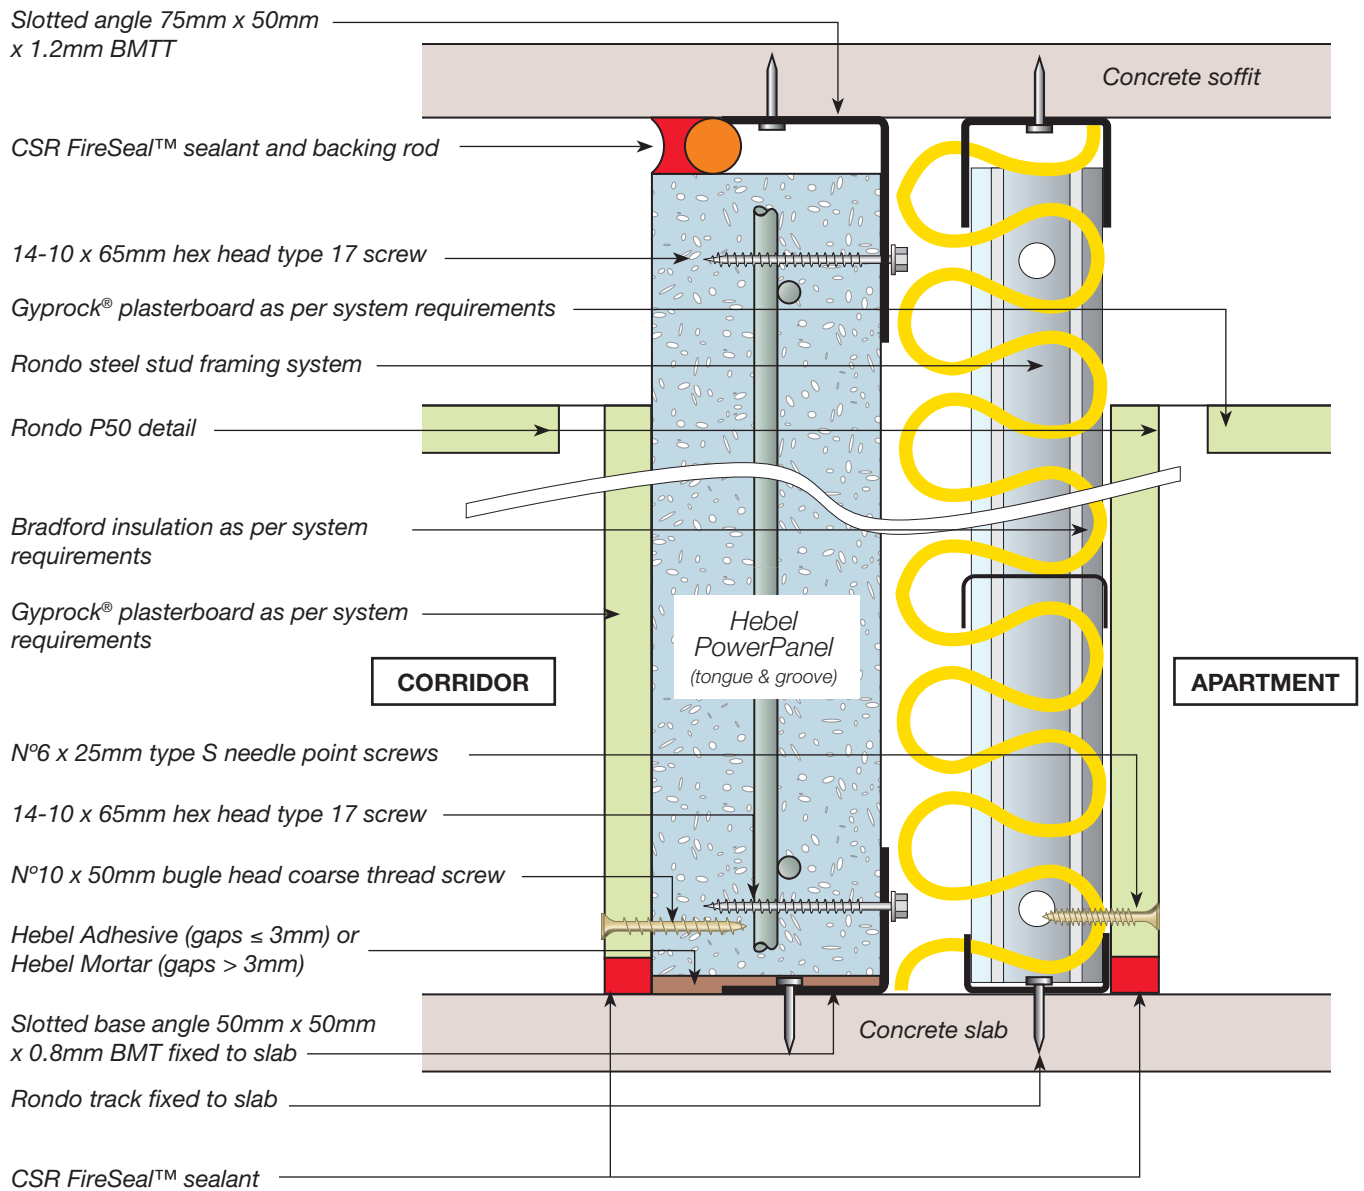 Slotted angle 75mm x 50mm
x 1.2mm BMTT
Concrete soffit
CSR FireSeal™ sealant and backing rod
14-10 x 65mm hex head type 17 screw
Gyprock® plasterboard as per system requirements
Rondo steel stud framing system
Rondo P50 detail
Bradford insulation as per system
requirements
Gyprock® plasterboard as per system
requirements
Hebel
PowerPanel
(tongue & groove)
CORRIDOR
APARTMENT
Nº6 x 25mm type S needle point screws
14-10 x 65mm hex head type 17 screw
Nº10 x 50mm bugle head coarse thread screw
Hebel Adhesive (gaps ≤ 3mm) or
Hebel Mortar (gaps > 3mm)
Slotted base angle 50mm x 50mm
x 0.8mm BMT fixed to slab
Concrete slab
Rondo track fixed to slab
CSR FireSeal™ sealant